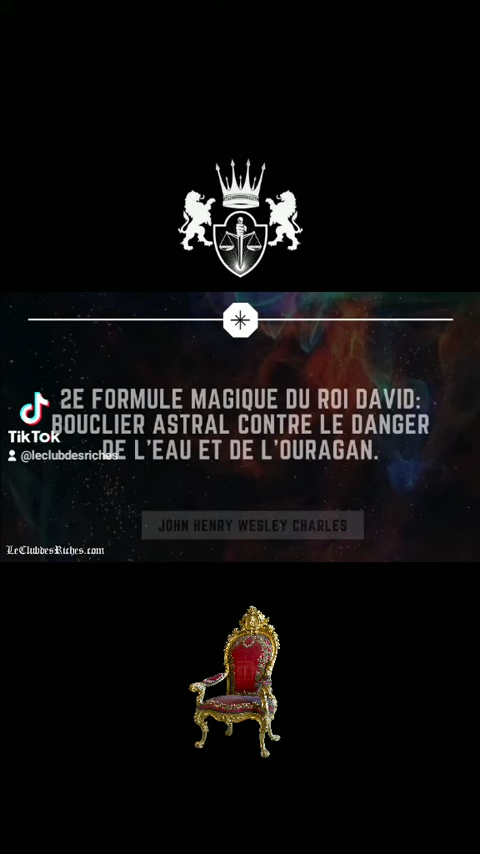 2E FORMULE MAGIQUE DU ROI DAVID:
BOUCLIER ASTRAL CONTRE LE DANGER
DE L'EAU ET DE L'OURAGAN.
TikTok
@leclubdesriches
JOHN HENRY WESLEY CHARLES
LeClubdesRiches.com